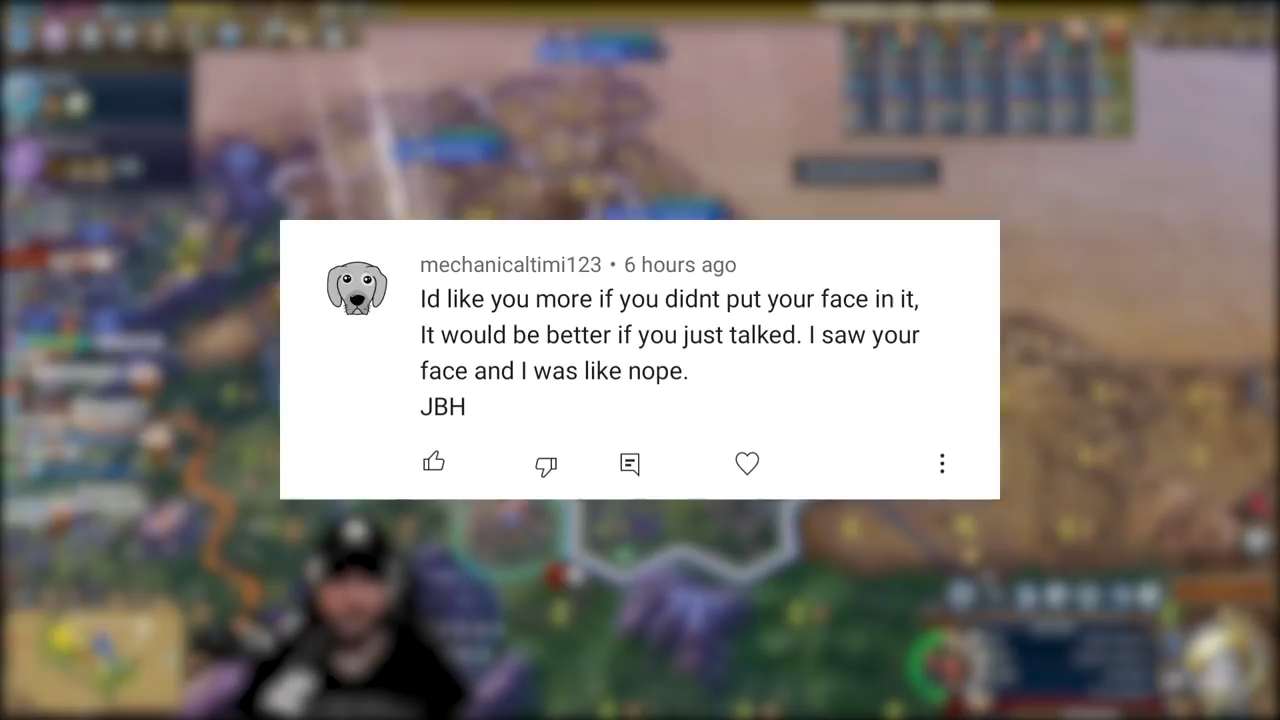 mechanicaltimi123 • 6 hours ago
Id like you more if you didnt put your face in it,
It would be better if you just talked. I saw your
face and I was like nope.
JBH